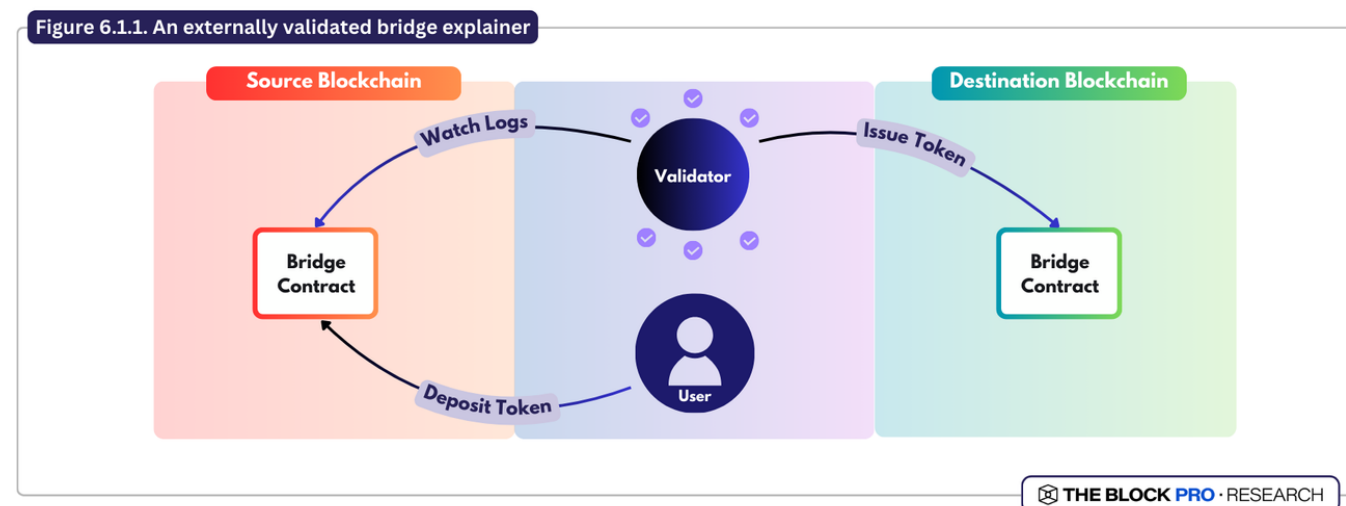 Figure 6.1.1. An externally validated bridge explainer
Source Blockchain
Destination Blockchain
Watch Logs
Issue Token
Validator
Bridge
Contract
Bridge
Contract
Deposit Token
User
THE BLOCK PRO · RESEARCH